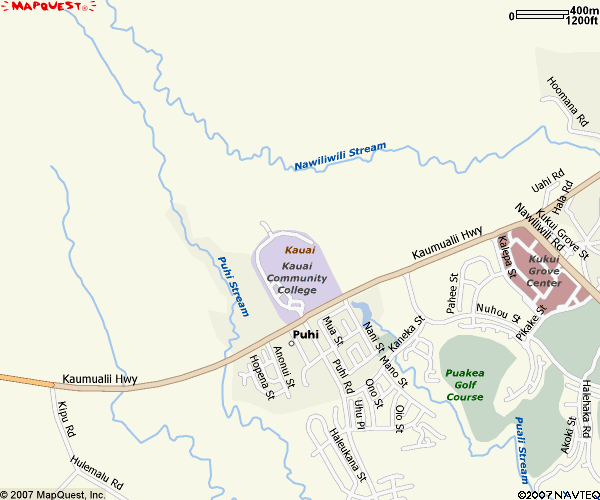 MAPQUEST®
0 400m
1200ft
Hoomana Rd
Nawiliwili Stream
Uahi Rd
Hala Rd
Kukui Grove St
Nawiliwili Rd
Kaumualii Hwy
Kalepa St
Kukui
Grove
Center
Kauai
Kauai
Community
College
Puhi Stream
Pahee St
Nuhou St
Pikake St
Kaneka St
Nani St
Mano St
Mua St
Puhi
Anonui St
Hopena St
Puhi Rd
Ono St
Uhu Pl
Olo St
Haleukana St
Puakea
Golf
Course
Puali Stream
Halehaka Rd
Akoki St
Kaumualii Hwy
Kipu Rd
Hulemalu Rd
© 2007 MapQuest, Inc.
©2007 NAVTEQ